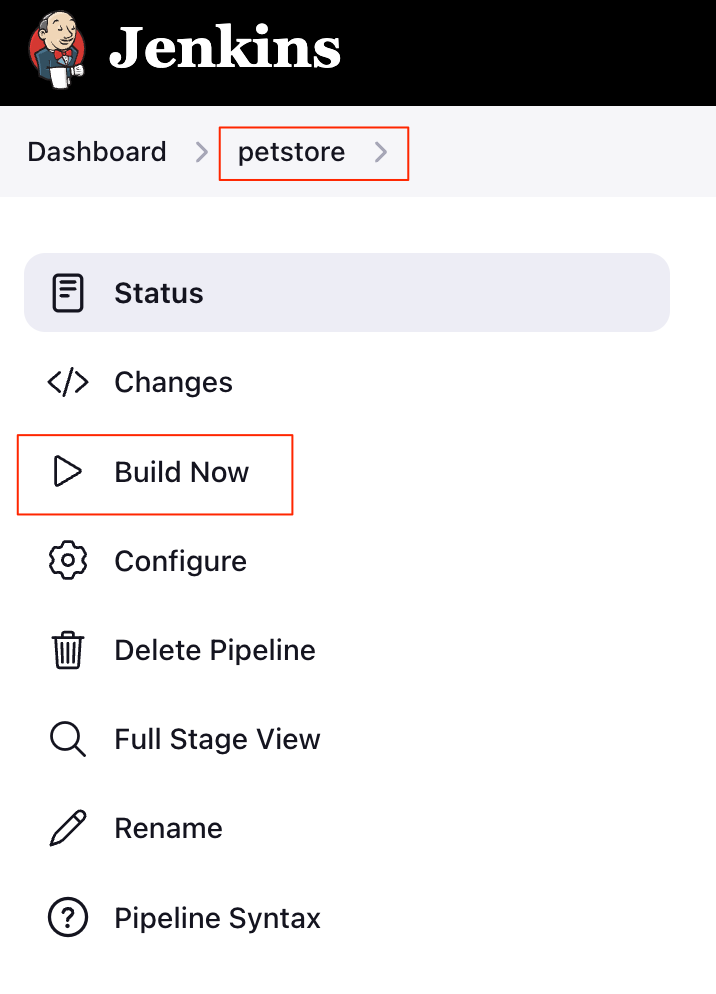 Jenkins
Dashboard > petstore >
Status
Changes
Build Now
Configure
Delete Pipeline
Full Stage View
Rename
Pipeline Syntax